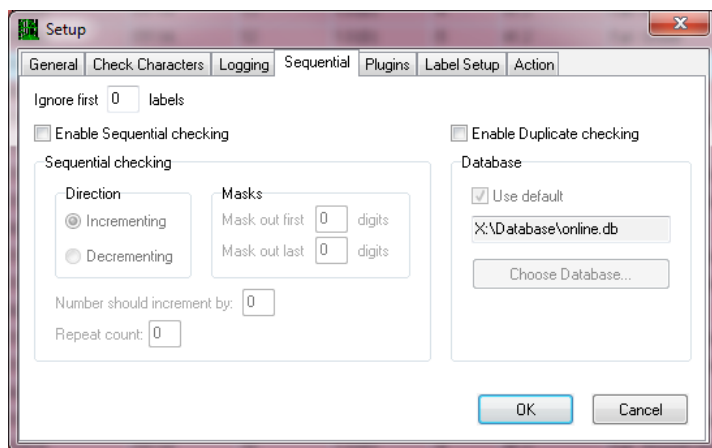 Setup
General Check Characters Logging Sequential Plugins Label Setup Action
Ignore first 0 labels
Enable Sequential checking
Enable Duplicate checking
Sequential checking
Direction
Incrementing
Decrementing
Masks
Mask out first 0 digits
Mask out last 0 digits
Number should increment by: 0
Repeat count: 0
Database
Use default
X:\Database\online.db
Choose Database...
OK
Cancel